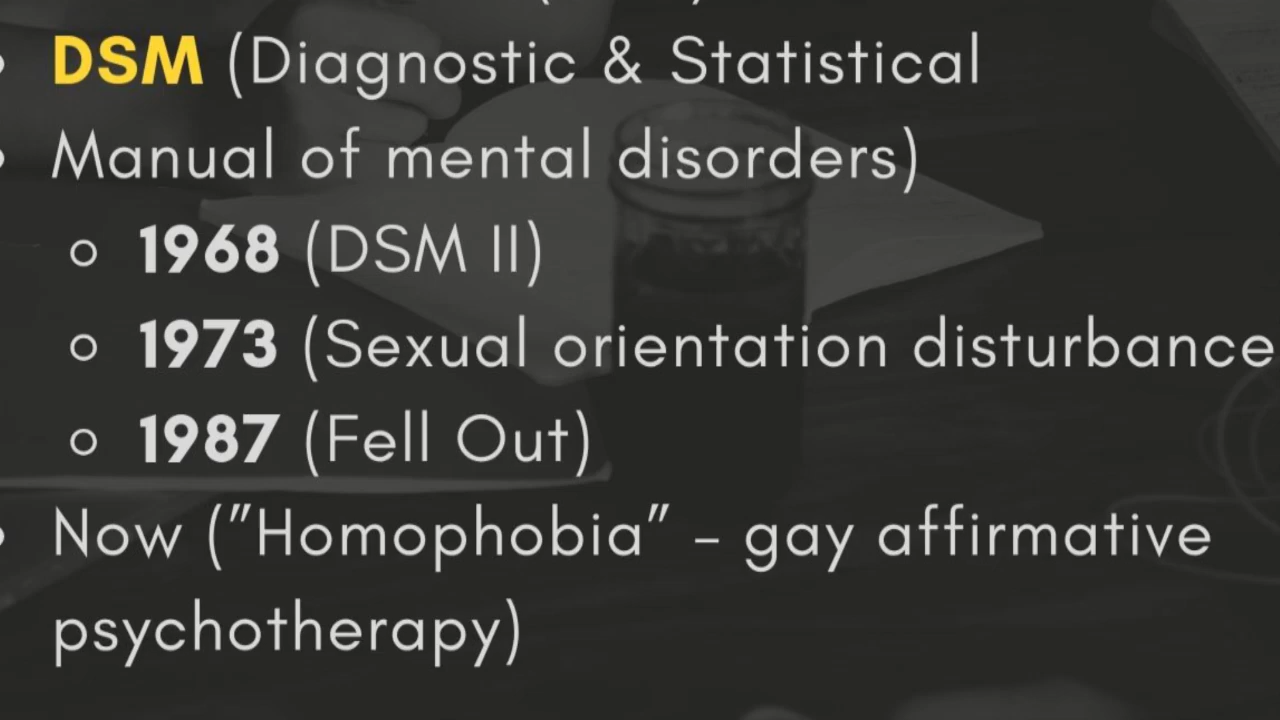 • DSM (Diagnostic & Statistical
• Manual of mental disorders)
○ 1968 (DSM II)
○ 1973 (Sexual orientation disturbance
○ 1987 (Fell Out)
• Now ("Homophobia" – gay affirmative
psychotherapy)